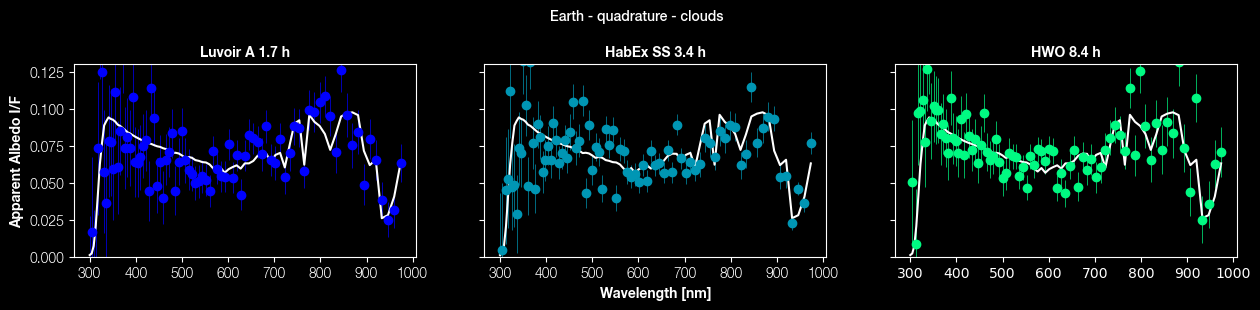 Earth - quadrature - clouds
Luvoir A 1.7 h
HabEx SS 3.4 h
HWO 8.4 h
Apparent Albedo I/F
0.125
0.100
0.075
0.050
0.025
0.000
300 400 500 600 700 800 900 1000
300 400 500 600 700 800 900 1000
300 400 500 600 700 800 900 1000
Wavelength [nm]